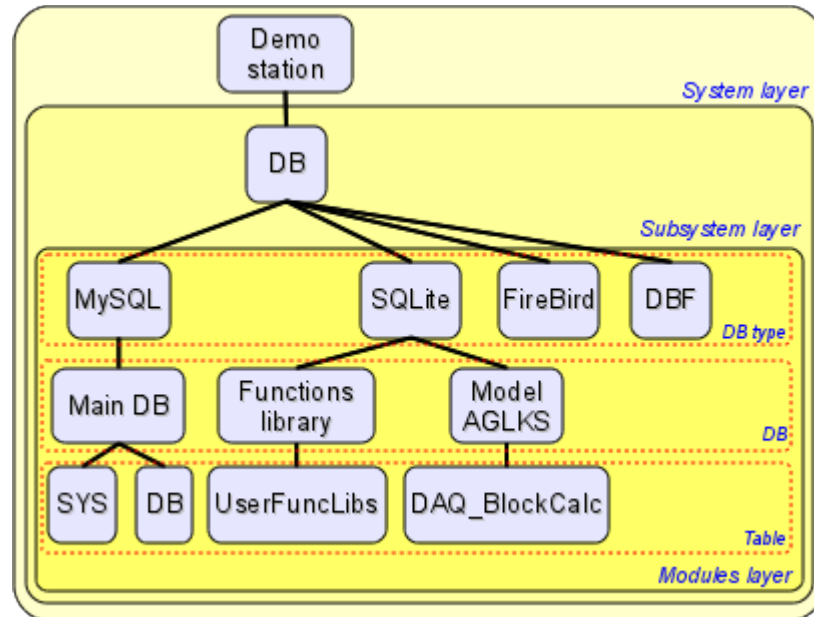 Demo
station
System layer
DB
Subsystem layer
MySQL
SQLite
FireBird
DBF
DB type
Main DB
Functions
library
Model
AGLKS
DB
SYS
DB
UserFuncLibs
DAQ_BlockCalc
Table
Modules layer